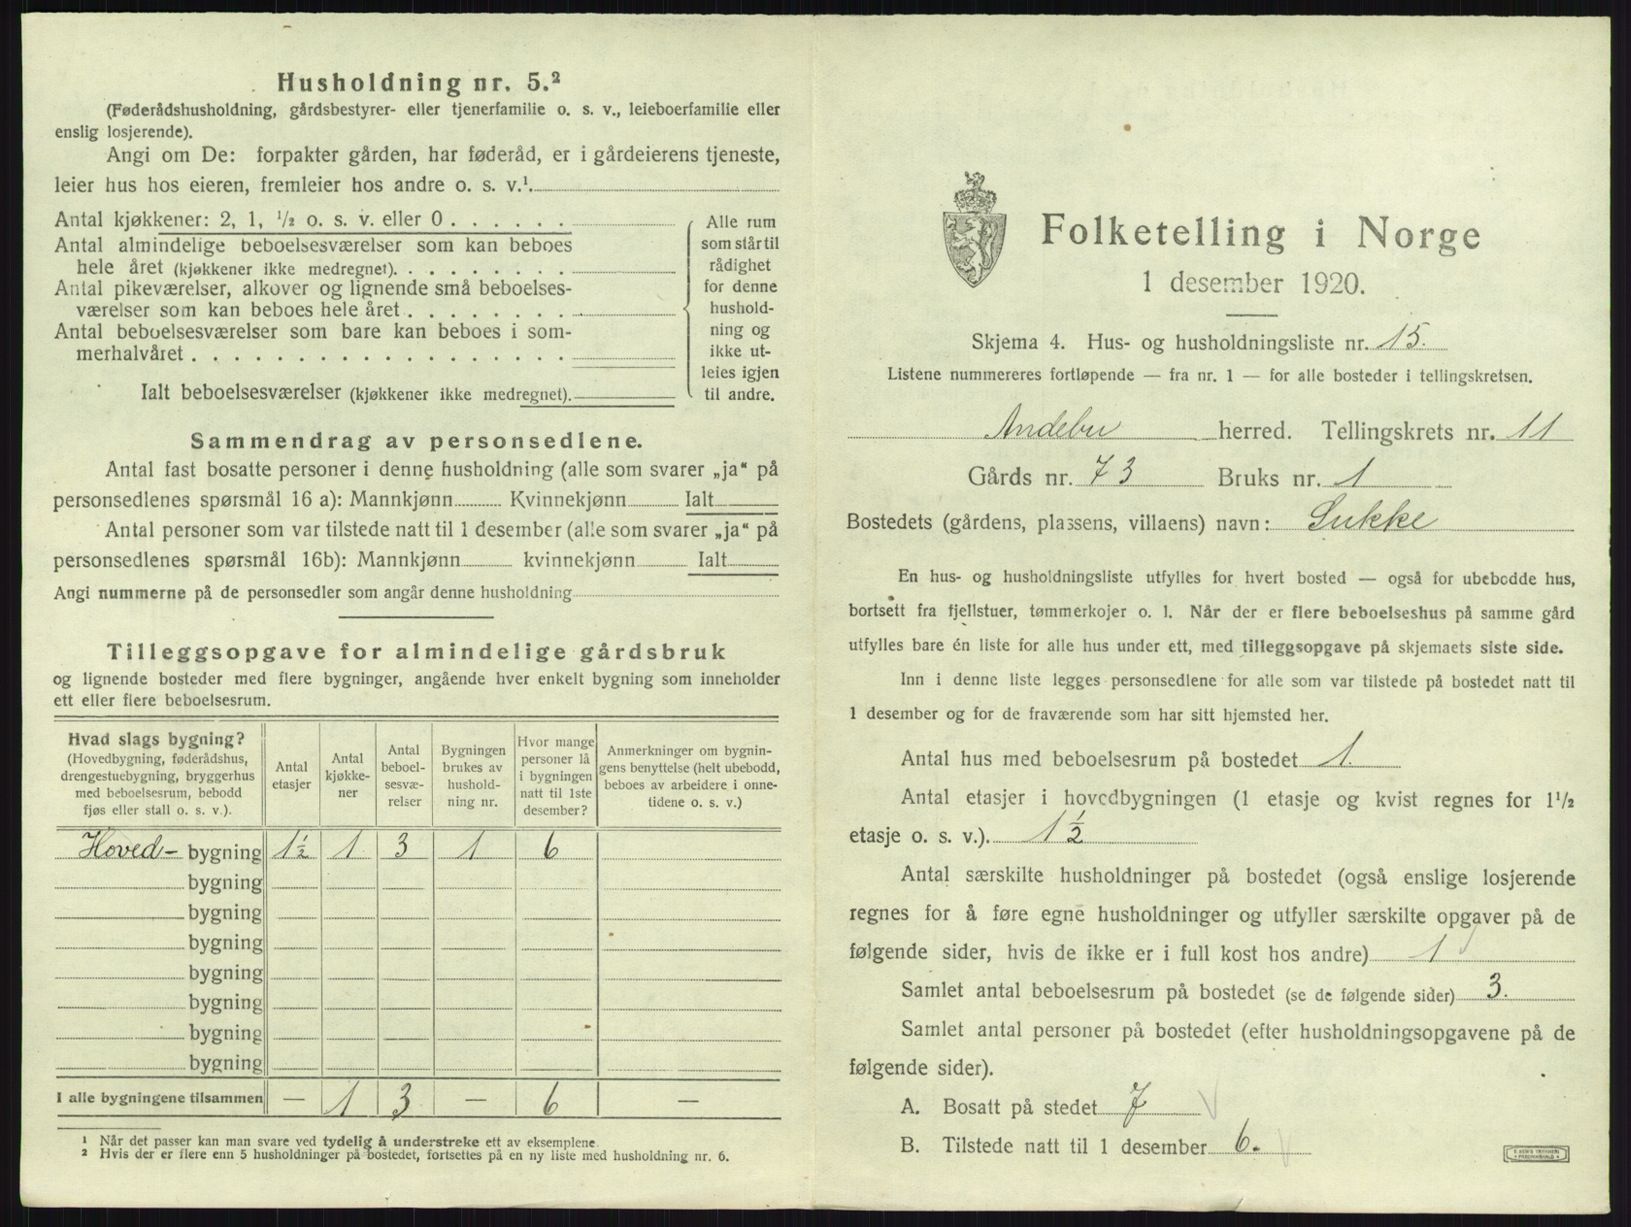 Husholdning nr. 5.²
(Føderådshusholdning, gårdsbestyrer- eller tjenerfamilie o. s. v., leieboerfamilie eller
enslig losjerende).
Angi om De: forpakter gården, har føderåd, er i gårdeierens tjeneste,
leier hus hos eieren, fremleier hos andre o. s. v.¹
Antal kjøkkener: 2, 1, ½ o. s. v. eller 0 . . . . . .
Antal almindelige beboelsesværelser som kan beboes
hele året (kjøkkener ikke medregnet). . . . . . . . .
Antal pikeværelser, alkover og lignende små beboelses-
værelser som kan beboes hele året . . . . . . . .
Antal beboelsesværelser som bare kan beboes i som-
merhalvåret . . . . . . . . . . . . . . . . . .
Ialt beboelsesværelser (kjøkkener ikke medregnet).
Alle rum
som står til
rådighet
for denne
hushold-
ning og
ikke ut-
leies igjen
til andre.
Sammendrag av personsedlene.
Antal fast bosatte personer i denne husholdning (alle som svarer „ja“ på
personsedlenes spørsmål 16 a): Mannkjønn Kvinnekjønn Ialt
Antal personer som var tilstede natt til 1 desember (alle som svarer „ja“ på
personsedlenes spørsmål 16b): Mannkjønn kvinnekjønn Ialt
Angi nummerne på de personsedler som angår denne husholdning
Tilleggsopgave for almindelige gårdsbruk
og lignende bosteder med flere bygninger, angående hver enkelt bygning som inneholder
ett eller flere beboelsesrum.
Hvad slags bygning?
(Hovedbygning, føderådshus,
drengestuebygning, bryggerhus
med beboelsesrum, bebodd
fjøs eller stall o. s. v.).
Antal
etasjer
Antal
kjøkke-
ner
Antal
beboel-
sesvæ-
relser
Bygningen
brukes av
hushold-
ning nr.
Hvor mange
personer lå
i bygningen
natt til 1ste
desember?
Anmerkninger om bygnin-
gens benyttelse (helt ubebodd,
beboes av arbeidere i onne-
tidene o. s. v.)
Hoved- bygning 1½ 1 3 1 6
bygning
bygning
bygning
bygning
bygning
bygning
bygning
I alle bygningene tilsammen — 1 3 — 6 —
¹ Når det passer kan man svare ved tydelig å understreke ett av eksemplene.
² Hvis der er flere enn 5 husholdninger på bostedet, fortsettes på en ny liste med husholdning nr. 6.
Folketelling i Norge
1 desember 1920.
Skjema 4. Hus- og husholdningsliste nr. 15.
Listene nummereres fortløpende — fra nr. 1 — for alle bosteder i tellingskretsen.
Andebu herred. Tellingskrets nr. 11
Gårds nr. 73 Bruks nr. 1
Bostedets (gårdens, plassens, villaens) navn: Sukke
En hus- og husholdningsliste utfylles for hvert bosted — også for ubebodde hus,
bortsett fra fjellstuer, tømmerkojer o. l. Når der er flere beboelseshus på samme gård
utfylles bare én liste for alle hus under ett, med tilleggsopgave på skjemaets siste side.
Inn i denne liste legges personsedlene for alle som var tilstede på bostedet natt til
1 desember og for de fraværende som har sitt hjemsted her.
Antal hus med beboelsesrum på bostedet 1.
Antal etasjer i hovedbygningen (1 etasje og kvist regnes for 1½
etasje o. s. v.). 1½
Antal særskilte husholdninger på bostedet (også enslige losjerende
regnes for å føre egne husholdninger og utfyller særskilte opgaver på de
følgende sider, hvis de ikke er i full kost hos andre) 1
Samlet antal beboelsesrum på bostedet (se de følgende sider) 3.
Samlet antal personer på bostedet (efter husholdningsopgavene på de
følgende sider).
A. Bosatt på stedet 7
B. Tilstede natt til 1 desember 6.